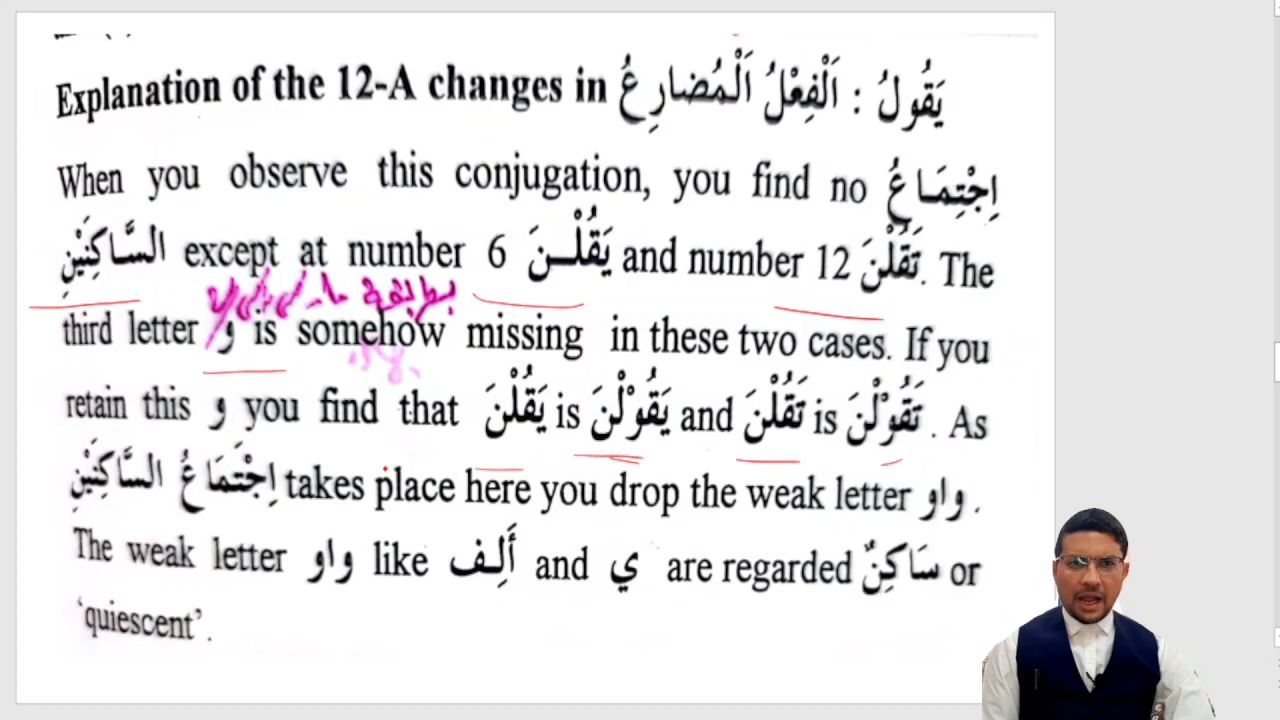 Explanation of the 12-A changes in يَقُولُ : اَلْفِعْلُ اَلْمُضارِعُ
When you observe this conjugation, you find no اِجْتِمَاعُ
السَّاكِنَيْنِ except at number 6 يَقُلْنَ and number 12 تَقُلْنَ. The
third letter و is somehow missing in these two cases. If you
retain this و you find that يَقُلْنَ is يَقُوْلْنَ and تَقُلْنَ is تَقُوْلْنَ . As
اِجْتَمَاعُ السَّاكِنَيْنِ takes place here you drop the weak letter واو .
The weak letter واو like أَلِف and ي are regarded سَاكِنٌ or
'quiescent'.